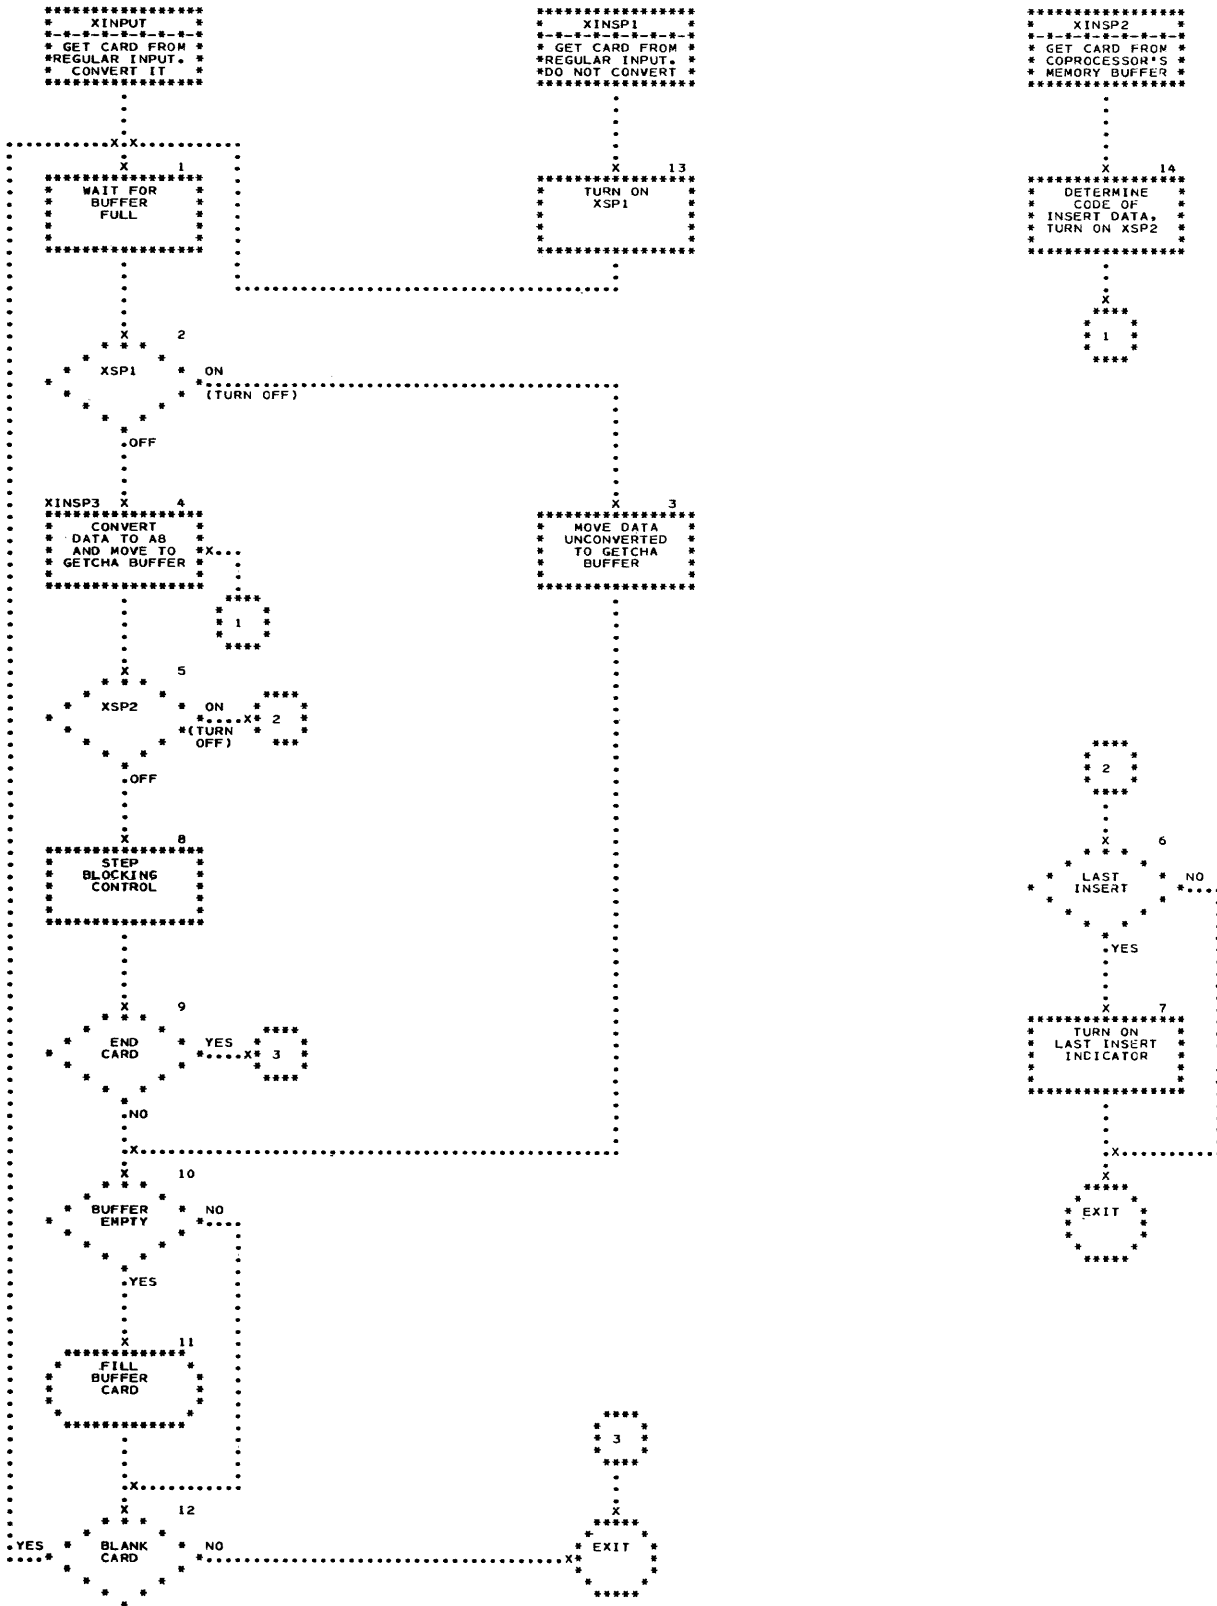 XINPUT
GET CARD FROM
REGULAR INPUT.
CONVERT IT
XINSP1
GET CARD FROM
REGULAR INPUT.
DO NOT CONVERT
XINSP2
GET CARD FROM
COPROCESSOR'S
MEMORY BUFFER
1
WAIT FOR
BUFFER
FULL
13
TURN ON
XSP1
14
DETERMINE
CODE OF
INSERT DATA,
TURN ON XSP2
1
2
XSP1
ON
(TURN OFF)
OFF
XINSP3
4
CONVERT
DATA TO A8
AND MOVE TO
GETCHA BUFFER
1
3
MOVE DATA
UNCONVERTED
TO GETCHA
BUFFER
5
XSP2
ON
(TURN
OFF)
2
OFF
2
8
STEP
BLOCKING
CONTROL
6
LAST
INSERT
NO
YES
9
END
CARD
YES
3
NO
7
TURN ON
LAST INSERT
INDICATOR
10
BUFFER
EMPTY
NO
YES
EXIT
11
FILL
BUFFER
CARD
3
12
BLANK
CARD
YES
NO
EXIT